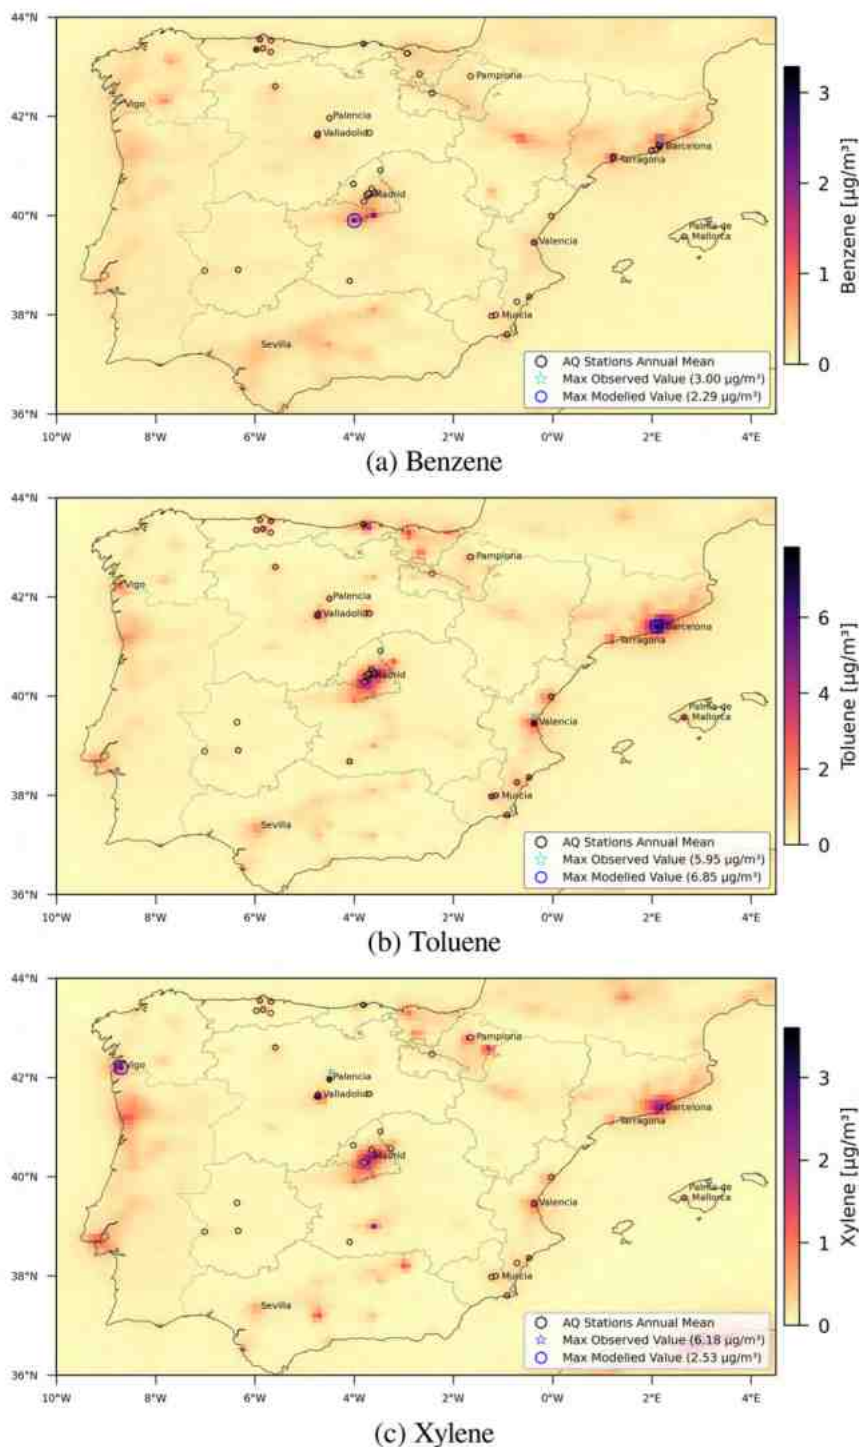 44°N
Vigo
Pamplona
42°N
Palencia
Valladolid
Barcelona
Tarragona
Madrid
40°N
Valencia
Palma de
Mallorca
38°N
Murcia
Sevilla
36°N
10°W 8°W 6°W 4°W 2°W 0°W 2°E 4°E
AQ Stations Annual Mean
Max Observed Value (3.00 μg/m³)
Max Modelled Value (2.29 μg/m³)
3
2
1
0
Benzene [μg/m³]
(a) Benzene
44°N
Pamplona
Vigo
42°N
Palencia
Valladolid
Barcelona
Tarragona
Madrid
40°N
Valencia
Palma de
Mallorca
38°N
Murcia
Sevilla
36°N
10°W 8°W 6°W 4°W 2°W 0°W 2°E 4°E
AQ Stations Annual Mean
Max Observed Value (5.95 μg/m³)
Max Modelled Value (6.85 μg/m³)
6
4
2
0
Toluene [μg/m³]
(b) Toluene
44°N
Pamplona
Vigo
42°N
Palencia
Valladolid
Barcelona
Tarragona
Madrid
40°N
Valencia
Palma de
Mallorca
38°N
Murcia
Sevilla
36°N
10°W 8°W 6°W 4°W 2°W 0°W 2°E 4°E
AQ Stations Annual Mean
Max Observed Value (6.18 μg/m³)
Max Modelled Value (2.53 μg/m³)
3
2
1
0
Xylene [μg/m³]
(c) Xylene